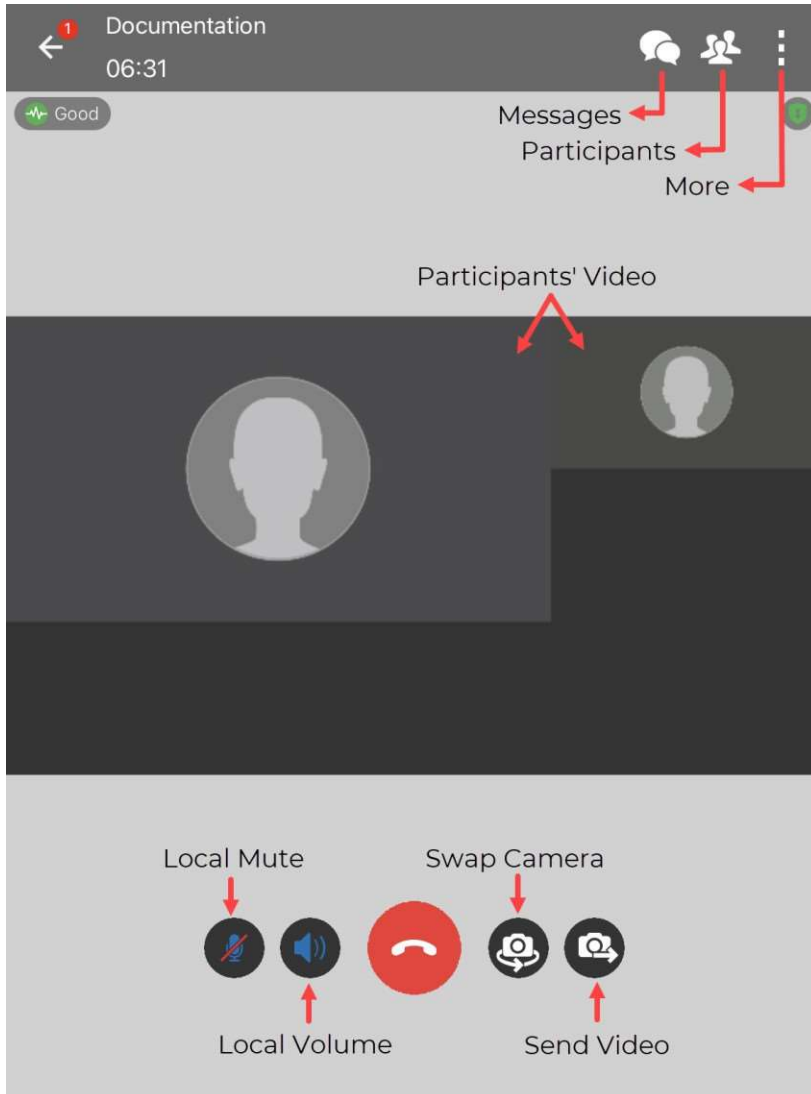 1
Documentation
06:31
Good
Messages
Participants
More
Participants' Video
Local Mute
Swap Camera
Local Volume
Send Video